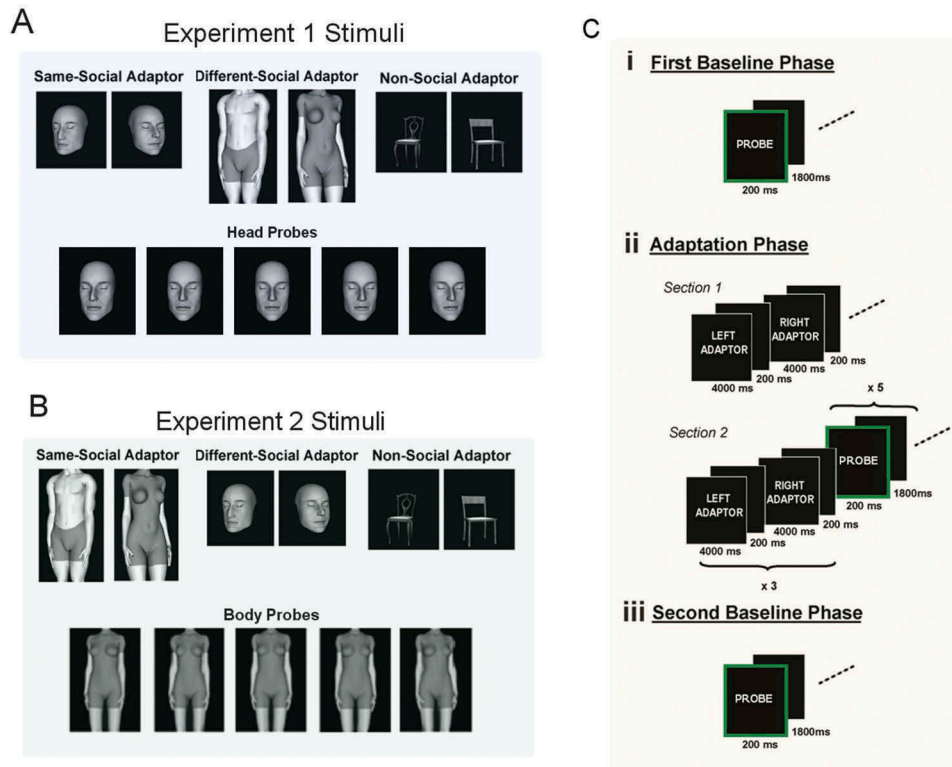 A
Experiment 1 Stimuli
Same-Social Adaptor
Different-Social Adaptor
Non-Social Adaptor
Head Probes
B
Experiment 2 Stimuli
Same-Social Adaptor
Different-Social Adaptor
Non-Social Adaptor
Body Probes
C
i First Baseline Phase
PROBE
200 ms
1800ms
ii Adaptation Phase
Section 1
LEFT
ADAPTOR
RIGHT
ADAPTOR
4000 ms
200 ms
4000 ms
200 ms
x 5
Section 2
LEFT
ADAPTOR
RIGHT
ADAPTOR
PROBE
4000 ms
200 ms
4000 ms
200 ms
200 ms
1800ms
x 3
iii Second Baseline Phase
PROBE
200 ms
1800ms